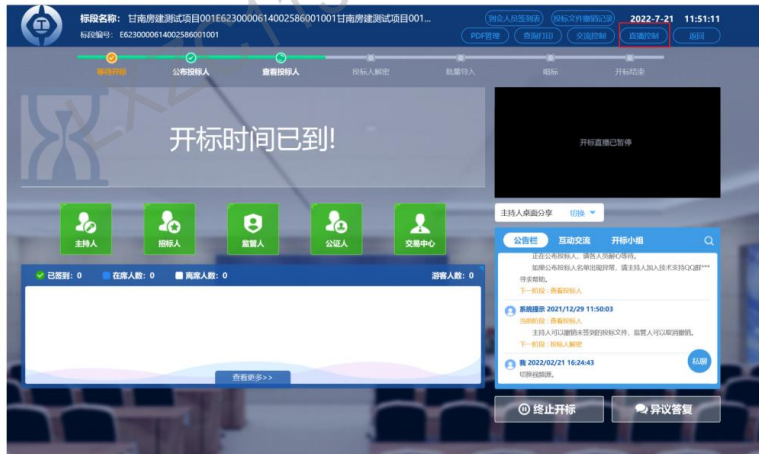 标段名称： 甘南房建测试项目001E6230000614002586001001甘南房建测试项目001...
到会人员签到表 投标文件撤销记录 2022-7-21 11:51:11
标段编号： E6230000614002586001001
PDF管理 查询打印 交流控制 直播控制 返回
等待开标 公布投标人 查看投标人 投标人解密 批量导入 唱标 开标结束
开标时间已到!
开标直播已暂停
主持人桌面分享 切换
主持人 招标人 监管人 公证人 交易中心
公告栏 互动交流 开标小组
正在公布投标人，请各人员耐心等待。
如果公布投标人名单出现异常，请主持人加入技术支持QQ群***
寻求帮助。
下一阶段：查看投标人
已签到：0 在席人数：0 离席人数：0 游客人数：0
系统提示 2021/12/29 11:50:03
当前阶段：查看投标人
主持人可以撤销未签到的投标文件，监管人可以取消撤销。
下一阶段：投标人解密
我 2022/02/21 16:24:43
切换视频源。
私聊
查看更多>>
终止开标 异议答复